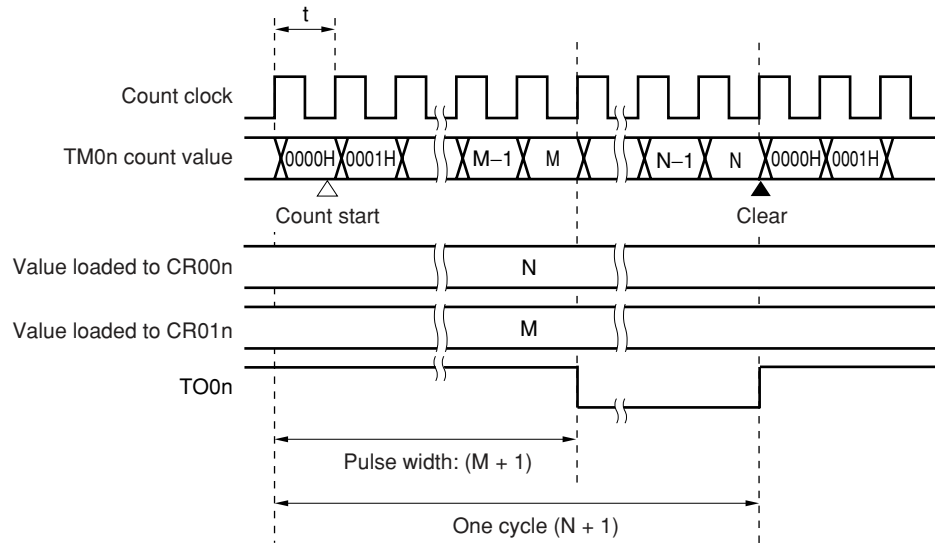 t
Count clock
TM0n count value 0000H 0001H M−1 M N−1 N 0000H 0001H
Count start Clear
Value loaded to CR00n N
Value loaded to CR01n M
TO0n
Pulse width: (M + 1)
One cycle (N + 1)